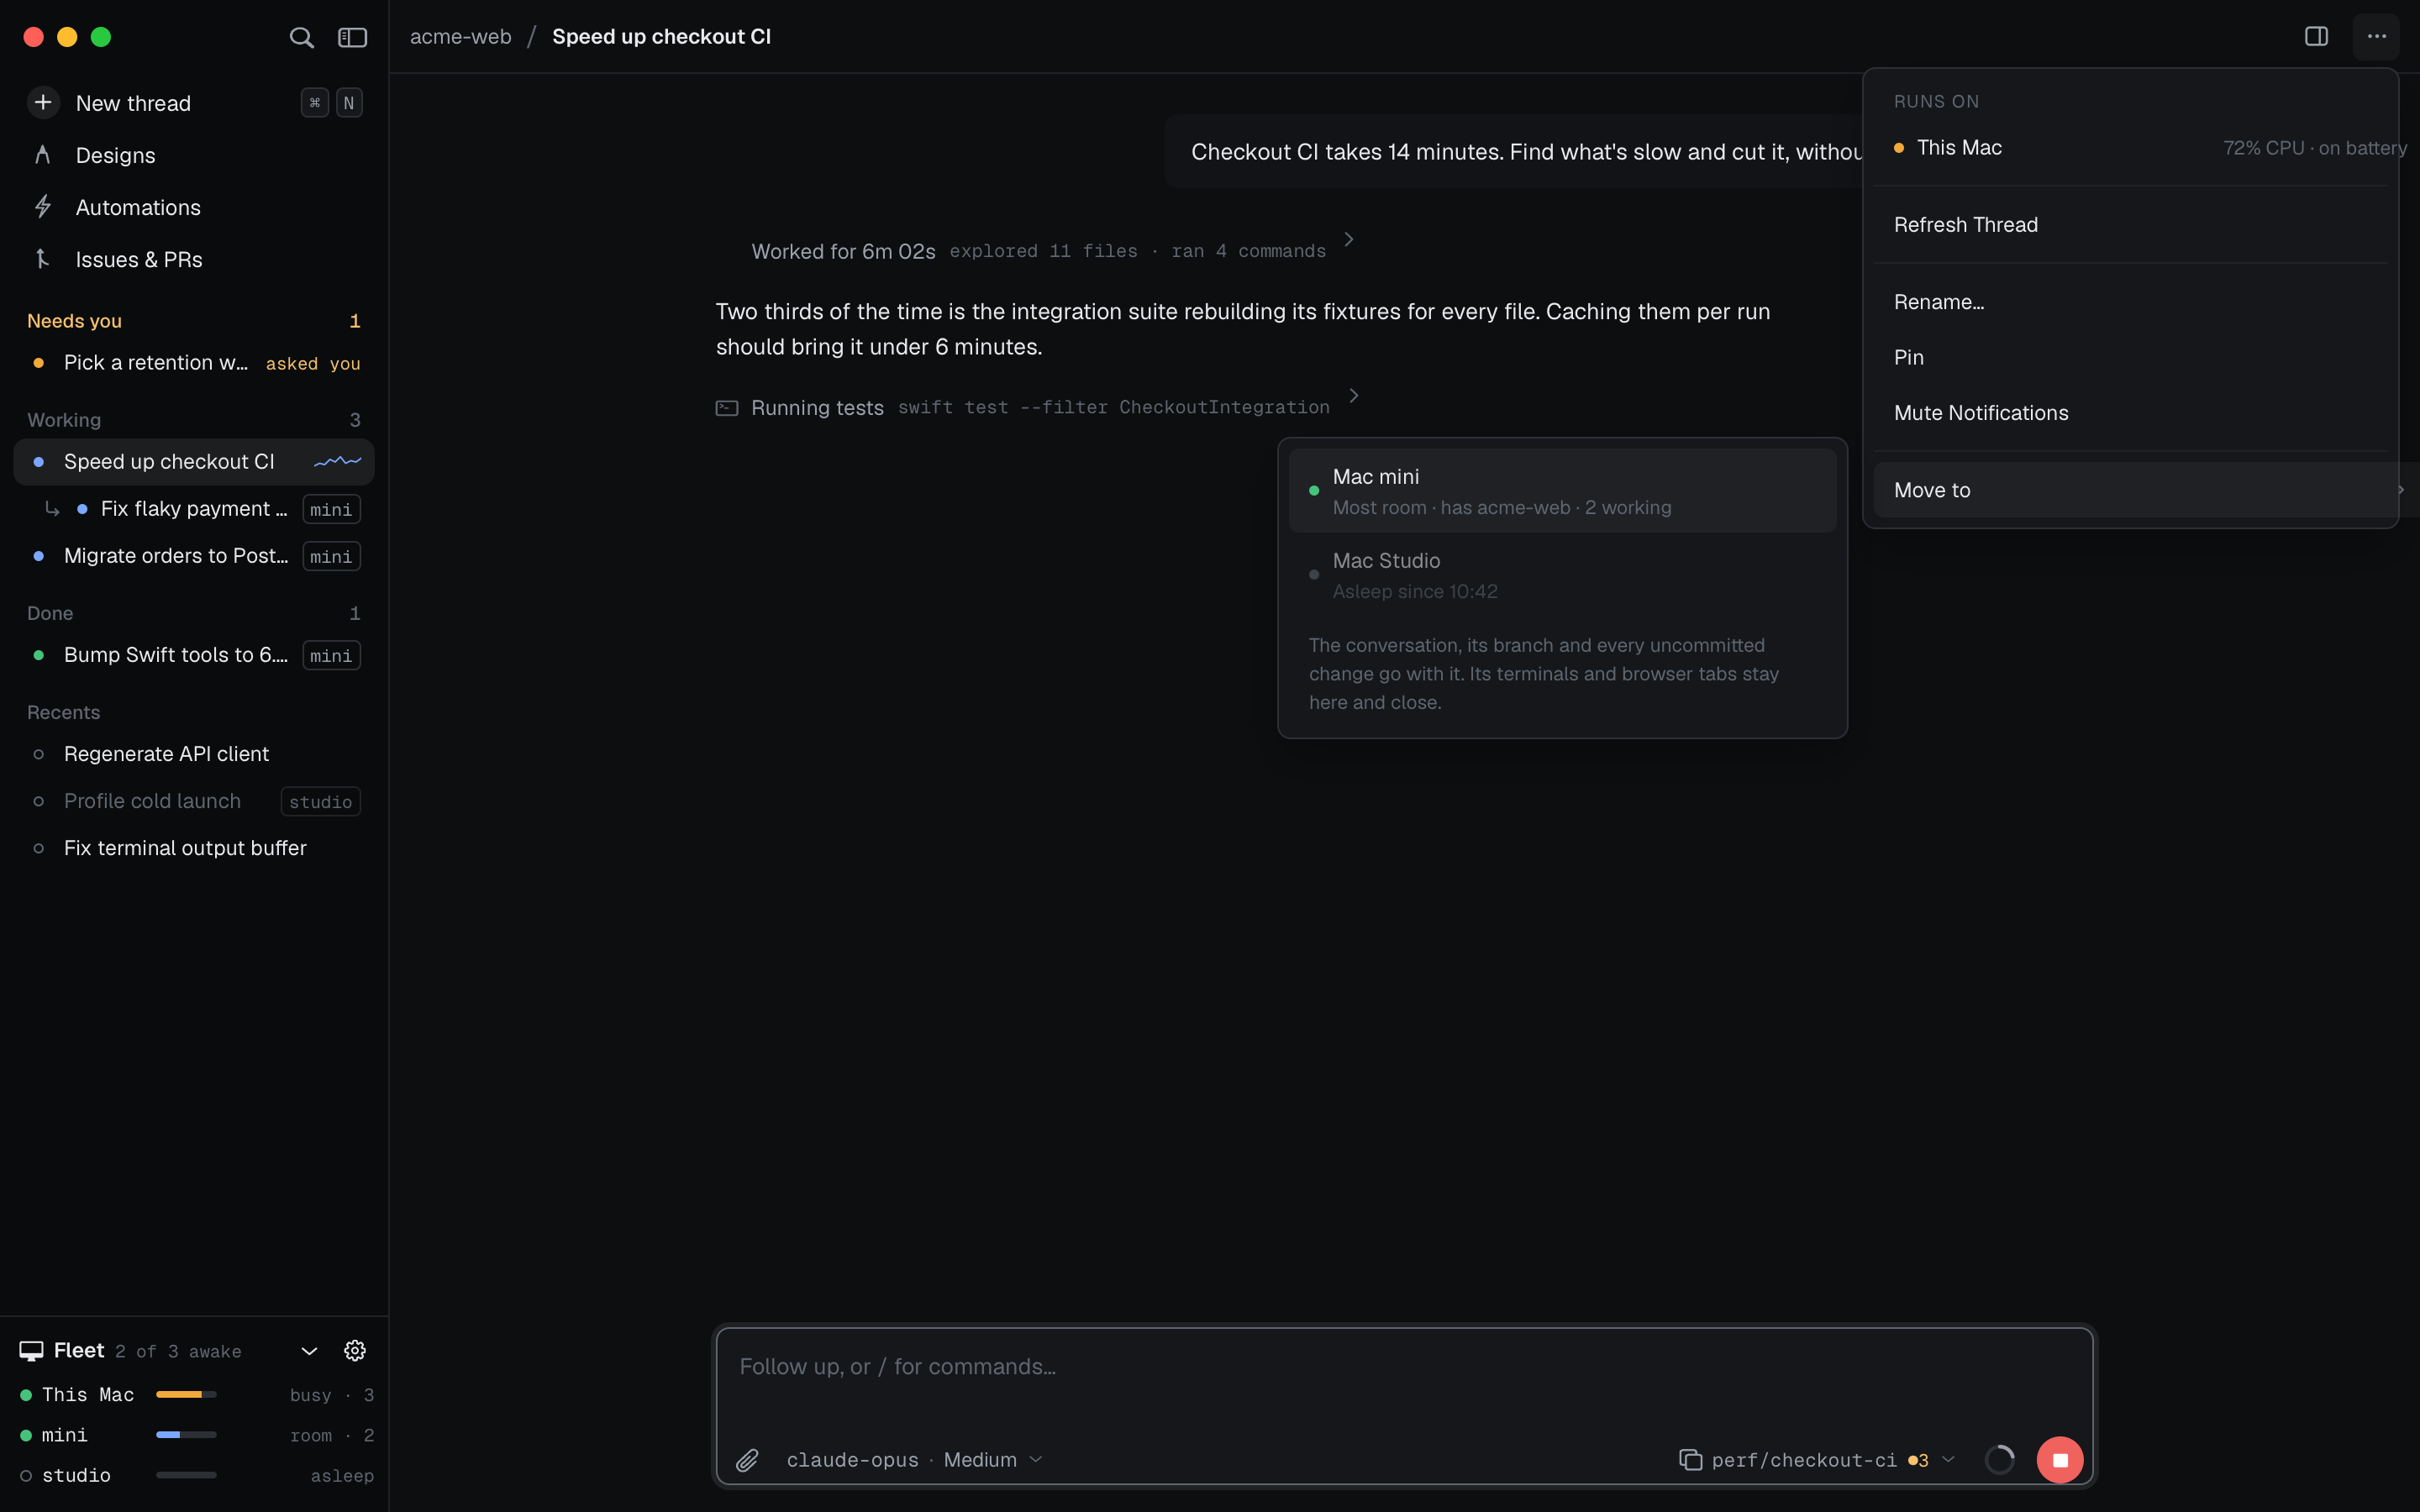 acme-web / Speed up checkout CI
New thread ⌘ N
Designs
Automations
Issues & PRs
Needs you 1
Pick a retention w… asked you
Working 3
Speed up checkout CI
Fix flaky payment … mini
Migrate orders to Post… mini
Done 1
Bump Swift tools to 6.… mini
Recents
Regenerate API client
Profile cold launch studio
Fix terminal output buffer
Fleet 2 of 3 awake
This Mac busy · 3
mini room · 2
studio asleep
Checkout CI takes 14 minutes. Find what's slow and cut it, withou
Worked for 6m 02s explored 11 files · ran 4 commands
Two thirds of the time is the integration suite rebuilding its fixtures for every file. Caching them per run
should bring it under 6 minutes.
Running tests swift test --filter CheckoutIntegration
RUNS ON
This Mac 72% CPU · on battery
Refresh Thread
Rename…
Pin
Mute Notifications
Move to
Mac mini
Most room · has acme-web · 2 working
Mac Studio
Asleep since 10:42
The conversation, its branch and every uncommitted
change go with it. Its terminals and browser tabs stay
here and close.
Follow up, or / for commands…
claude-opus · Medium
perf/checkout-ci 3